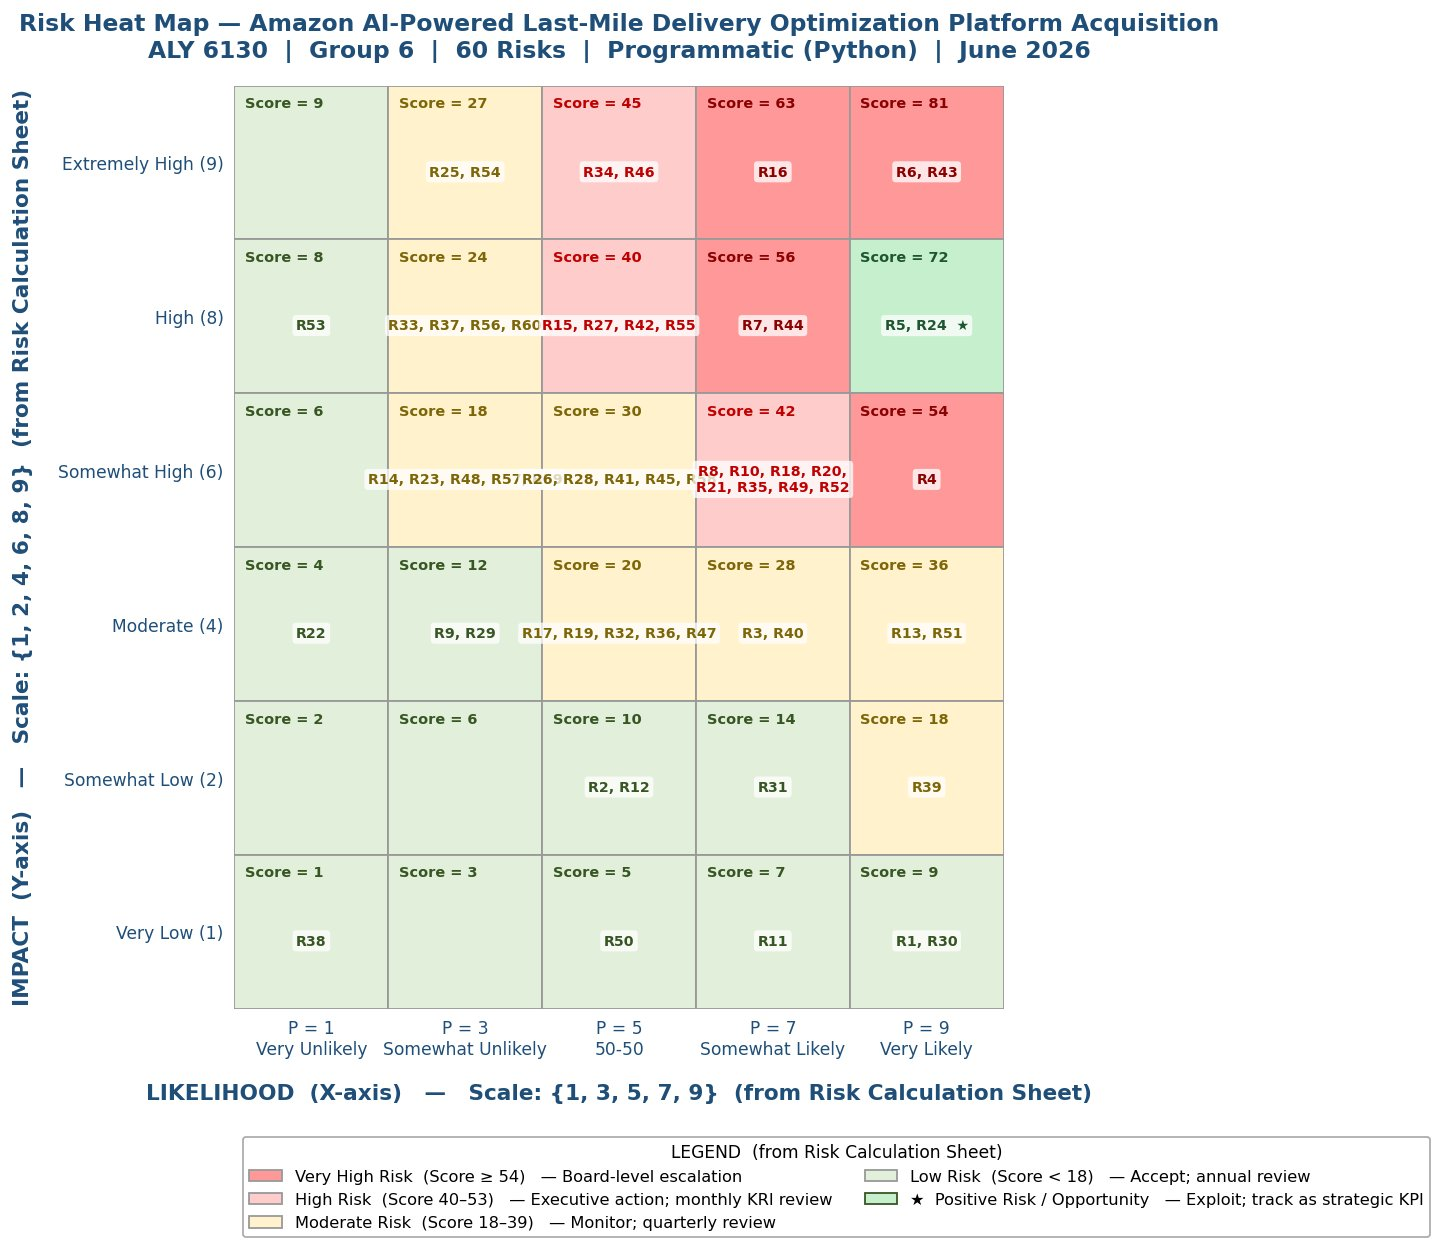 Risk Heat Map — Amazon AI-Powered Last-Mile Delivery Optimization Platform Acquisition
ALY 6130 | Group 6 | 60 Risks | Programmatic (Python) | June 2026
IMPACT (Y-axis) — Scale: {1, 2, 4, 6, 8, 9} (from Risk Calculation Sheet)
Extremely High (9)
Score = 9
Score = 27
R25, R54
Score = 45
R34, R46
Score = 63
R16
Score = 81
R6, R43
High (8)
Score = 8
R53
Score = 24
R33, R37, R56, R60
Score = 40
R15, R27, R42, R55
Score = 56
R7, R44
Score = 72
R5, R24 ★
Somewhat High (6)
Score = 6
Score = 18
R14, R23, R48, R57
Score = 30
R26, R28, R41, R45,
Score = 42
R8, R10, R18, R20,
R21, R35, R49, R52
Score = 54
R4
Moderate (4)
Score = 4
R22
Score = 12
R9, R29
Score = 20
R17, R19, R32, R36, R47
Score = 28
R3, R40
Score = 36
R13, R51
Somewhat Low (2)
Score = 2
Score = 6
Score = 10
R2, R12
Score = 14
R31
Score = 18
R39
Very Low (1)
Score = 1
R38
Score = 3
Score = 5
R50
Score = 7
R11
Score = 9
R1, R30
P = 1
Very Unlikely
P = 3
Somewhat Unlikely
P = 5
50-50
P = 7
Somewhat Likely
P = 9
Very Likely
LIKELIHOOD (X-axis) — Scale: {1, 3, 5, 7, 9} (from Risk Calculation Sheet)
LEGEND (from Risk Calculation Sheet)
Very High Risk (Score ≥ 54) — Board-level escalation
High Risk (Score 40–53) — Executive action; monthly KRI review
Moderate Risk (Score 18–39) — Monitor; quarterly review
Low Risk (Score < 18) — Accept; annual review
★ Positive Risk / Opportunity — Exploit; track as strategic KPI